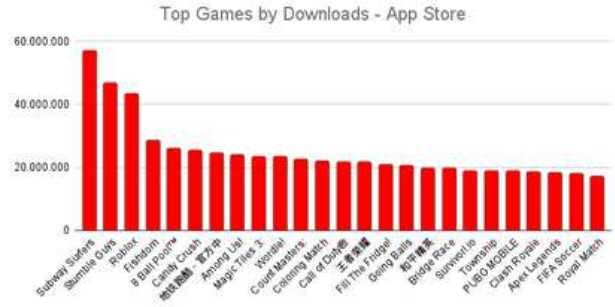 Top Games by Downloads - App Store
60.000.000
40.000.000
20.000.000
0
Subway Surfers
Stumble Guys
Roblox
Fishdom
8 Ball Pool™
Candy Crush
Among Us!
Magic Tiles 3
Wordle!
Count Masters:
Coloring Match
Call of Duty®
王者荣耀
Fill The Fridge!
Going Balls
和平精英
Bridge Race
Survivor.io
Township
PUBG MOBILE
Clash Royale
Apex Legends
FIFA Soccer
Royal Match